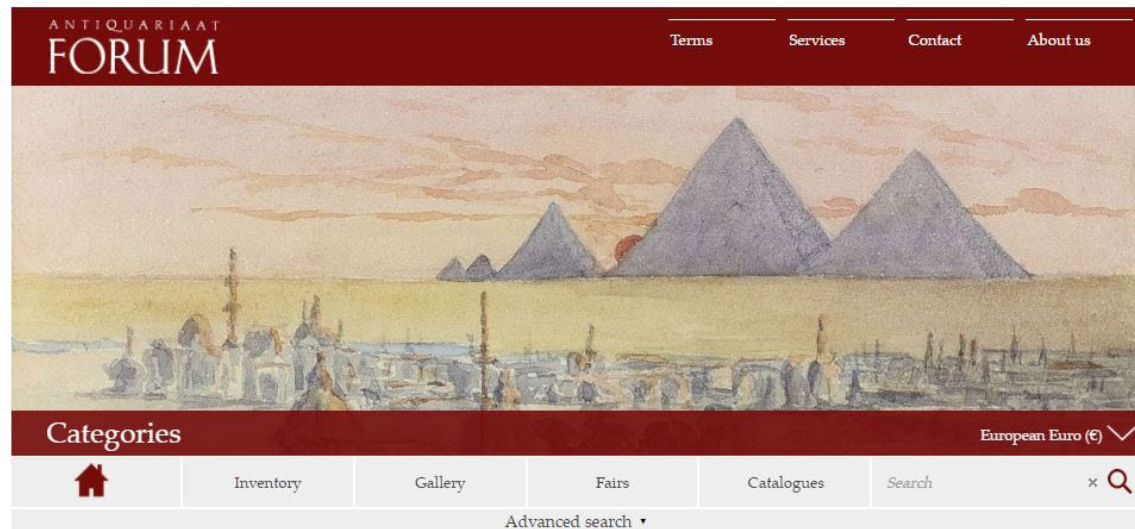 ANTIQUARIAAT
FORUM
Terms Services Contact About us
Categories European Euro (€)
Inventory Gallery Fairs Catalogues Search ×
Advanced search ▾